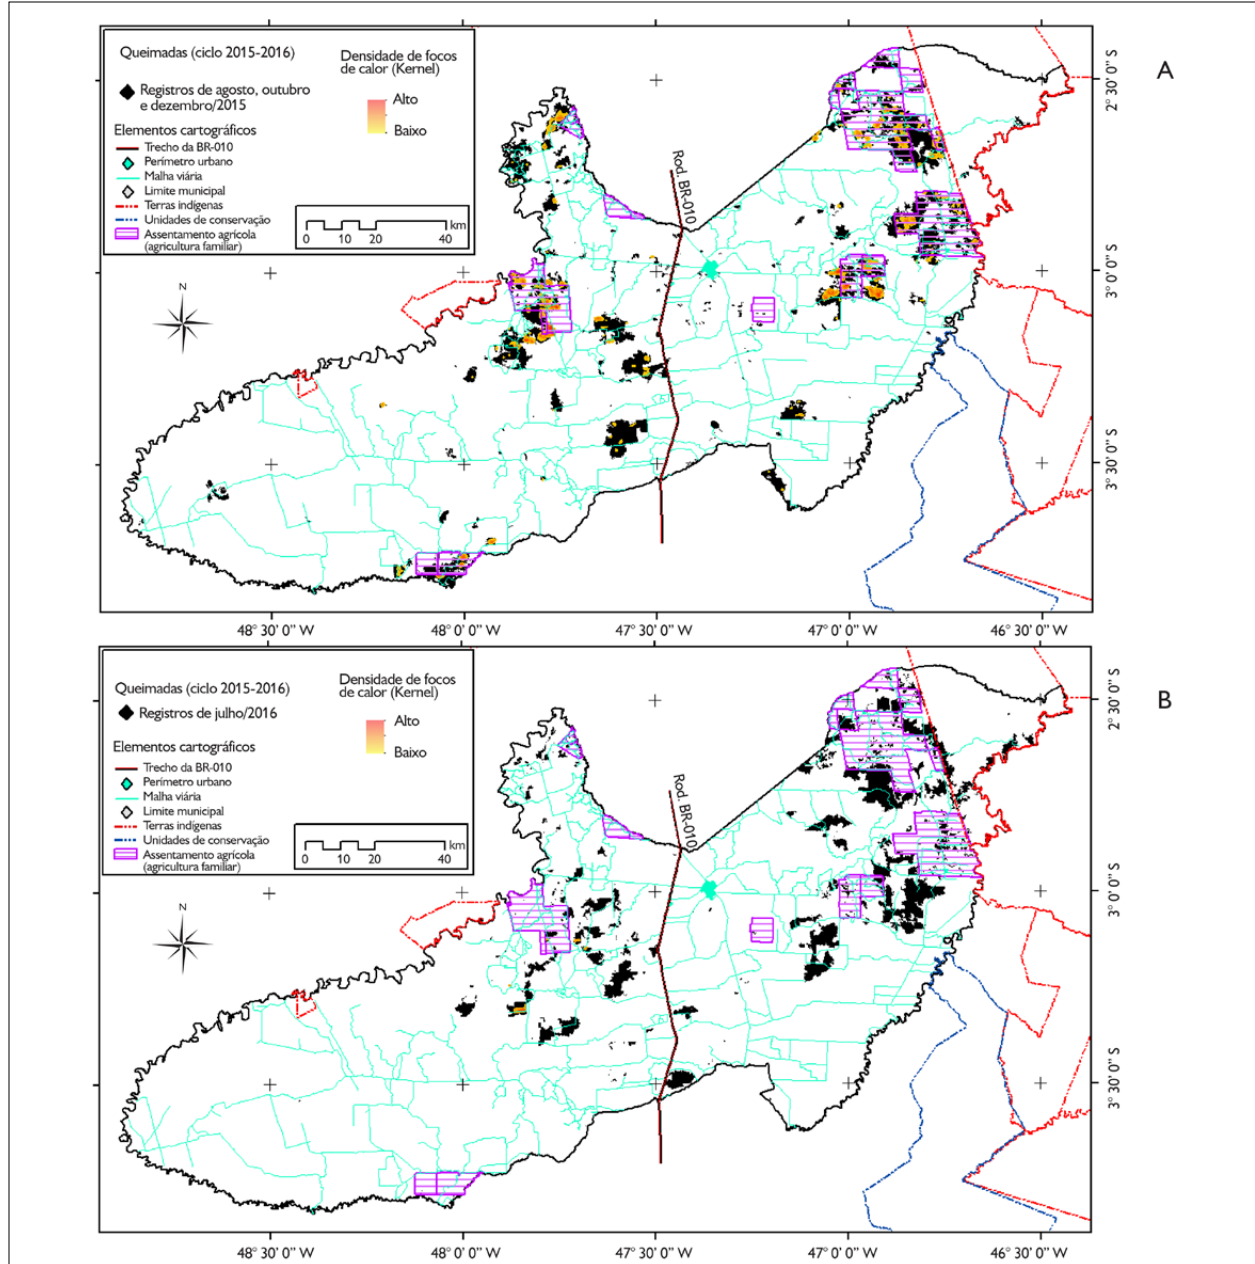 A
Queimadas (ciclo 2015-2016)
Registros de agosto, outubro
e dezembro/2015
Elementos cartográficos
Trecho da BR-010
Perímetro urbano
Malha viária
Limite municipal
Terras indígenas
Unidades de conservação
Assentamento agrícola
(agricultura familiar)
Densidade de focos
de calor (Kernel)
Alto
Baixo
km
0 10 20 40
N
Rod. BR-010
2° 30 0'' S
3° 0 0'' S
3° 30 0'' S
48° 30 0'' W 48° 0 0'' W 47° 30 0'' W 47° 0 0'' W 46° 30 0'' W
B
Queimadas (ciclo 2015-2016)
Registros de julho/2016
Elementos cartográficos
Trecho da BR-010
Perímetro urbano
Malha viária
Limite municipal
Terras indígenas
Unidades de conservação
Assentamento agrícola
(agricultura familiar)
Densidade de focos
de calor (Kernel)
Alto
Baixo
km
0 10 20 40
N
Rod. BR-010
2° 30 0'' S
3° 0 0'' S
3° 30 0'' S
48° 30 0'' W 48° 0 0'' W 47° 30 0'' W 47° 0 0'' W 46° 30 0'' W